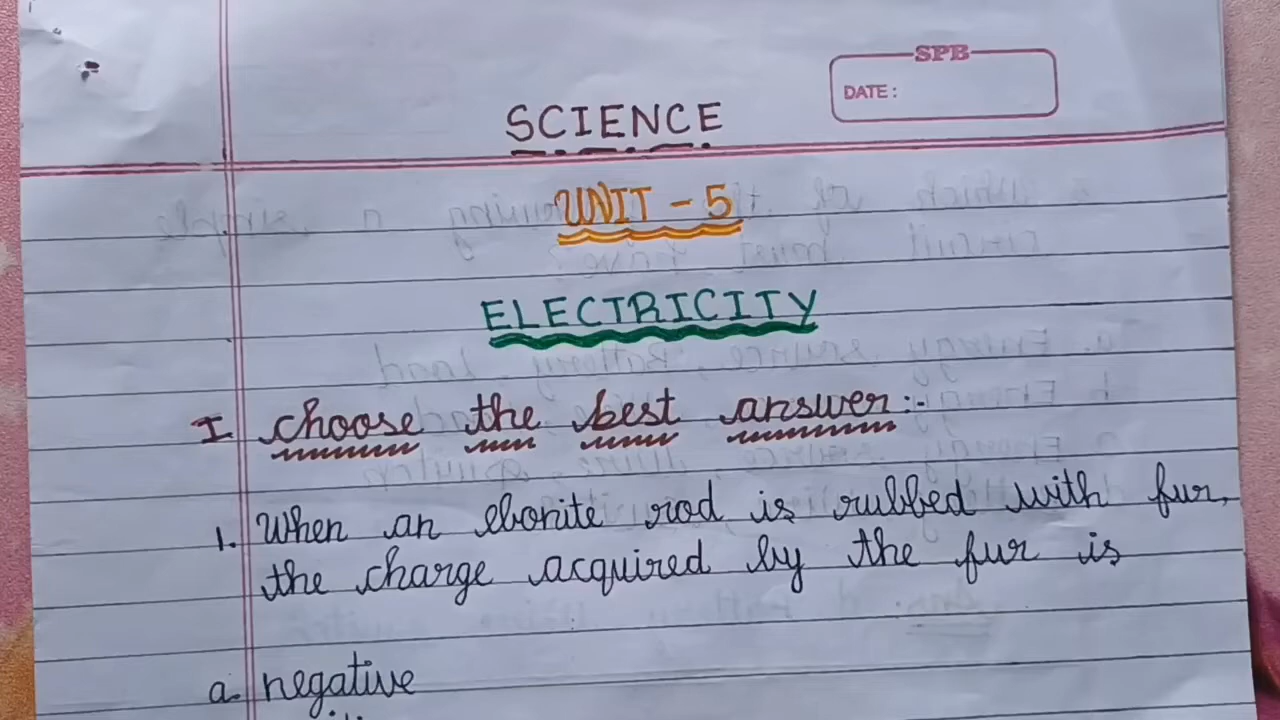 SPB
DATE :
SCIENCE
UNIT - 5
ELECTRICITY
I choose the best answer :-
1. When an ebonite rod is rubbed with fur,
the charge acquired by the fur is
a. negative